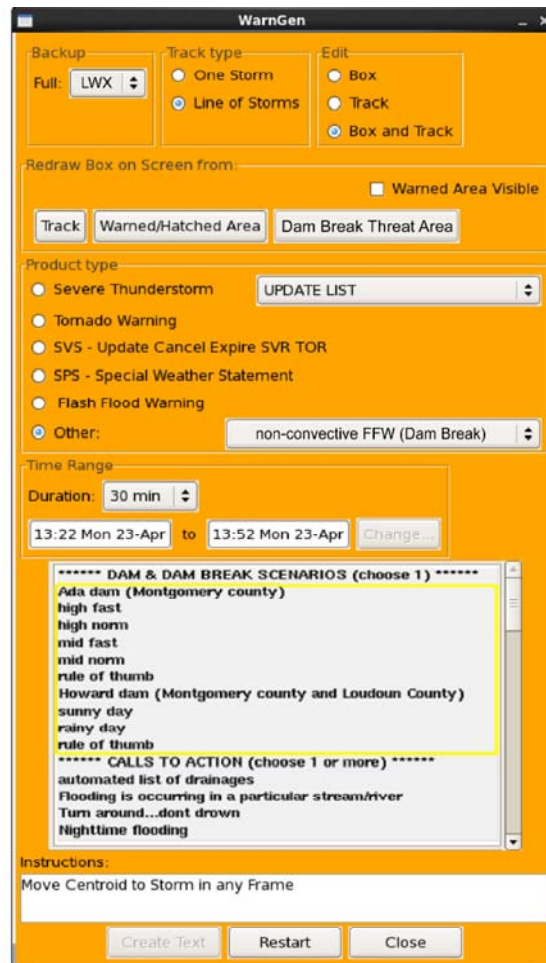 WarnGen
Backup
Full: LWX
Track type
One Storm
Line of Storms
Edit
Box
Track
Box and Track
Redraw Box on Screen from:
Warned Area Visible
Track Warned/Hatched Area Dam Break Threat Area
Product type
Severe Thunderstorm UPDATE LIST
Tornado Warning
SVS - Update Cancel Expire SVR TOR
SPS - Special Weather Statement
Flash Flood Warning
Other: non-convective FFW (Dam Break)
Time Range
Duration: 30 min
13:22 Mon 23-Apr to 13:52 Mon 23-Apr Change...
****** DAM & DAM BREAK SCENARIOS (choose 1) ******
Ada dam (Montgomery county)
high fast
high norm
mid fast
mid norm
rule of thumb
Howard dam (Montgomery county and Loudoun County)
sunny day
rainy day
rule of thumb
****** CALLS TO ACTION (choose 1 or more) ******
automated list of drainages
Flooding is occurring in a particular stream/river
Turn around...dont drown
Nighttime flooding
Instructions:
Move Centroid to Storm in any Frame
Create Text Restart Close